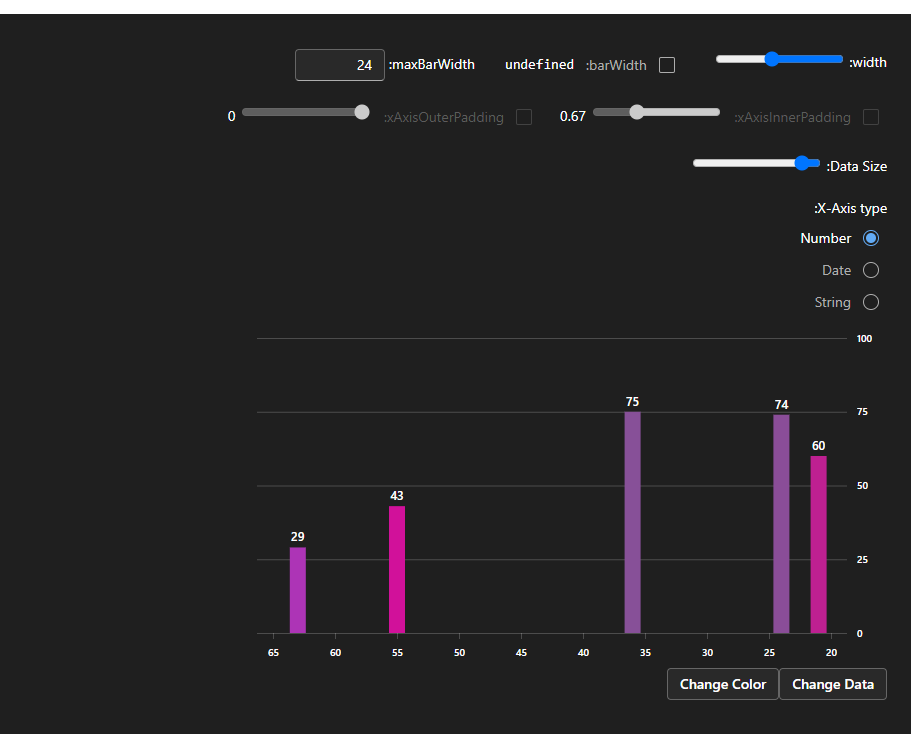 24 :maxBarWidth undefined :barWidth :width
0 :xAxisOuterPadding 0.67 :xAxisInnerPadding
:Data Size
:X-Axis type
Number
Date
String
100
75 74 75
60
50
43
29 25
0
65 60 55 50 45 40 35 30 25 20
Change Color Change Data